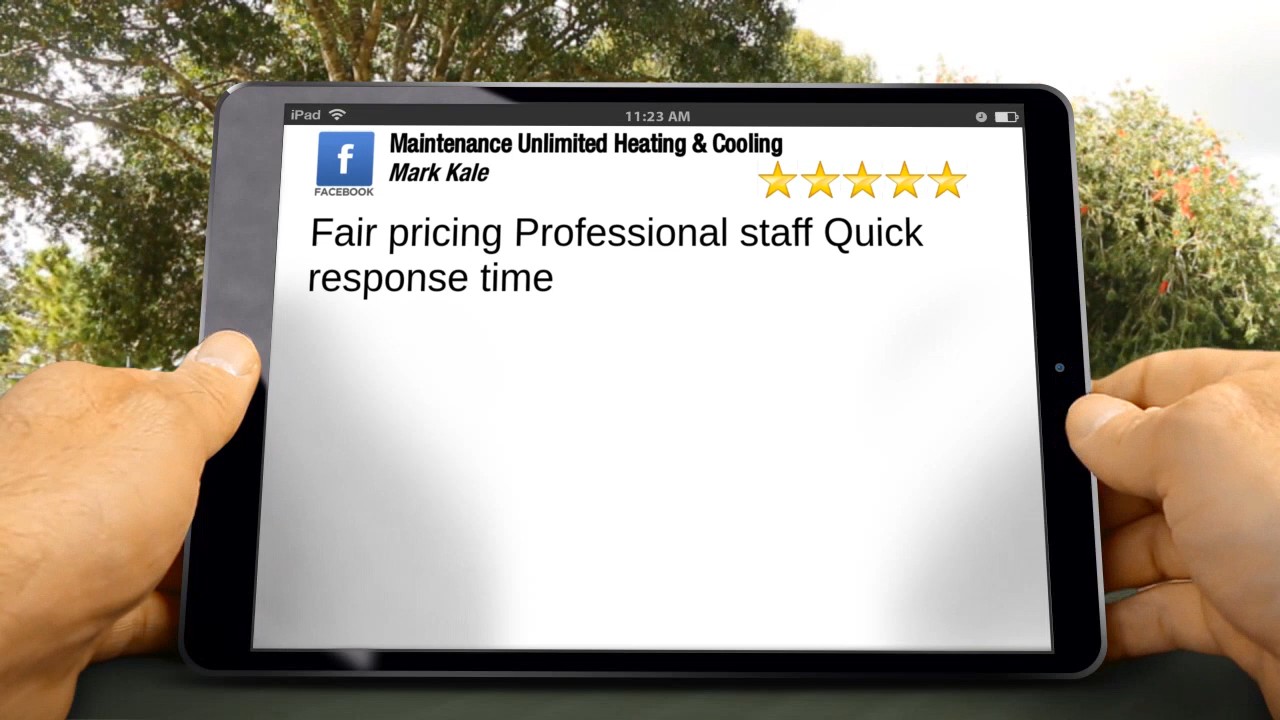 iPad 11:23 AM
f
FACEBOOK
Maintenance Unlimited Heating & Cooling
Mark Kale
Fair pricing Professional staff Quick
response time